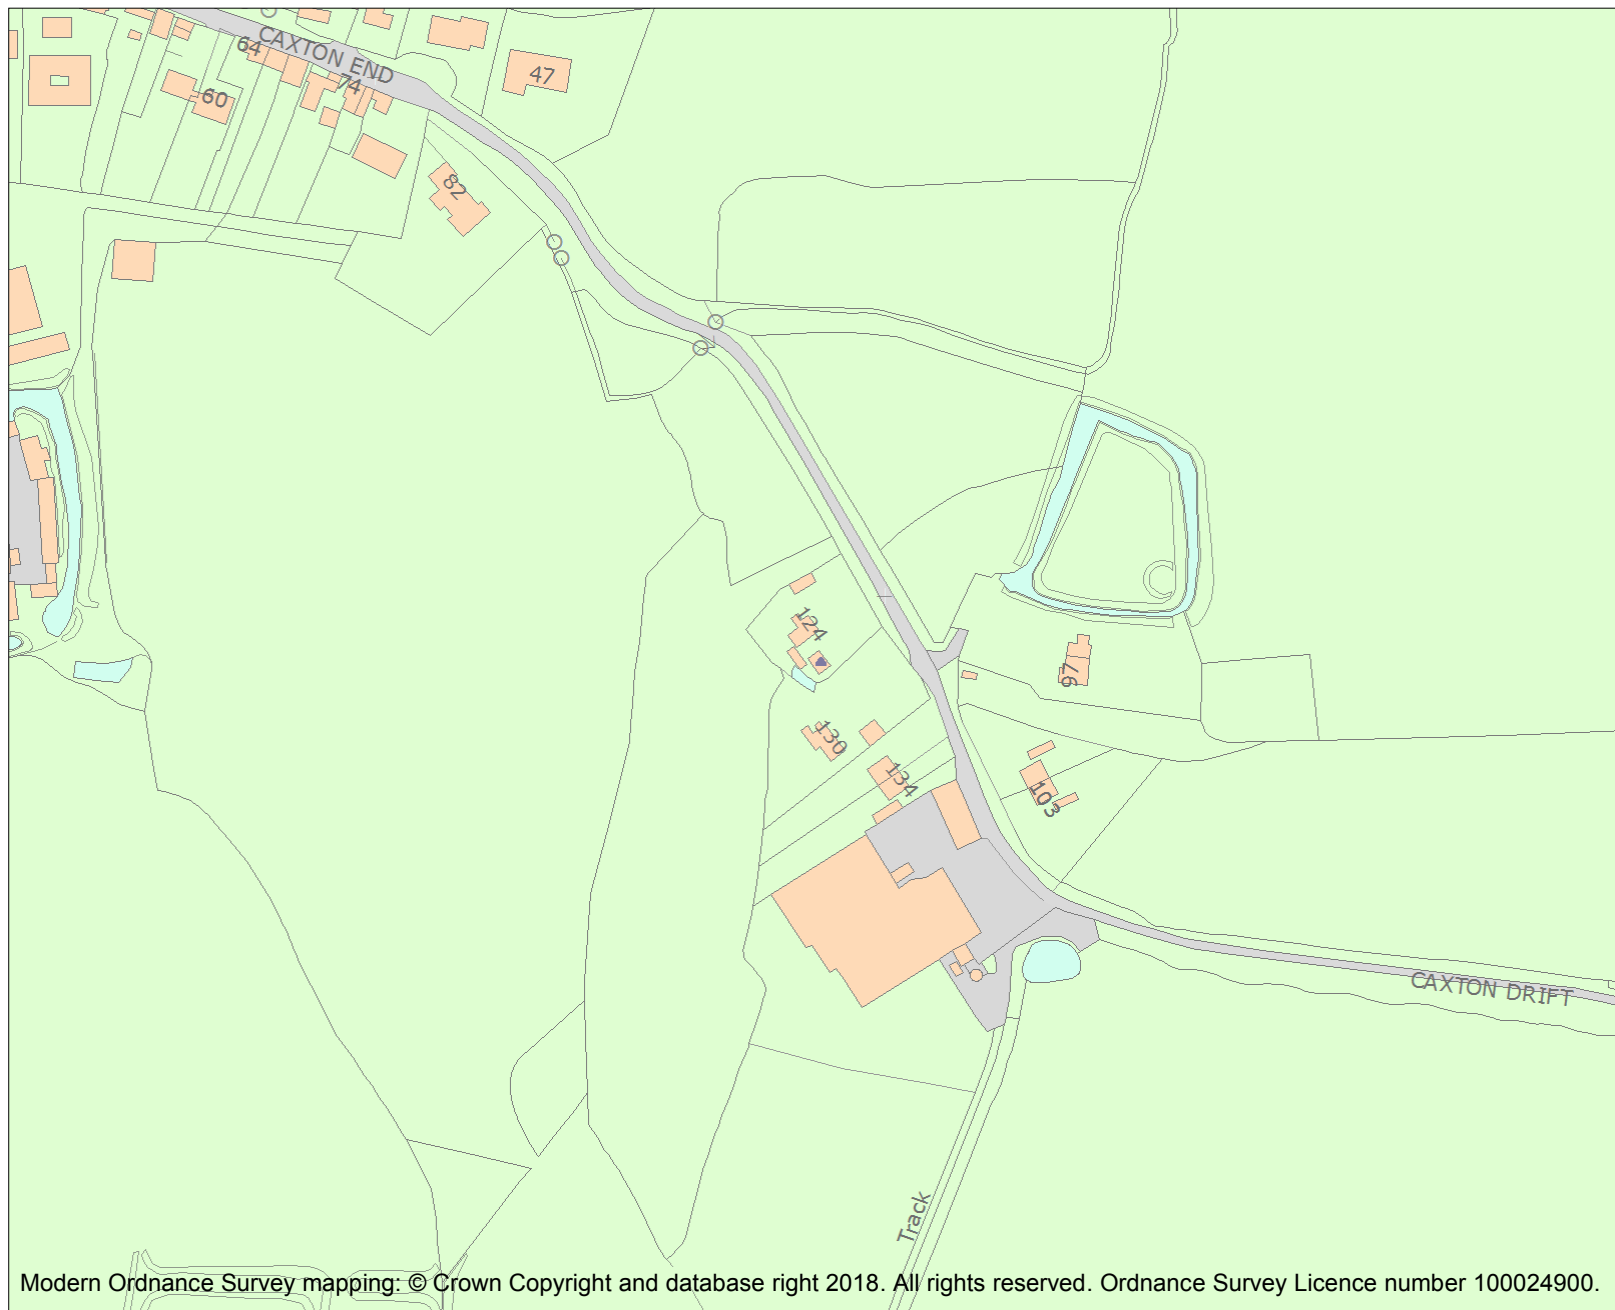 CAXTON END
64
74
47
60
82
124
97
130
134
103
CAXTON DRIFT
Track
Modern Ordnance Survey mapping: © Crown Copyright and database right 2018. All rights reserved. Ordnance Survey Licence number 100024900.